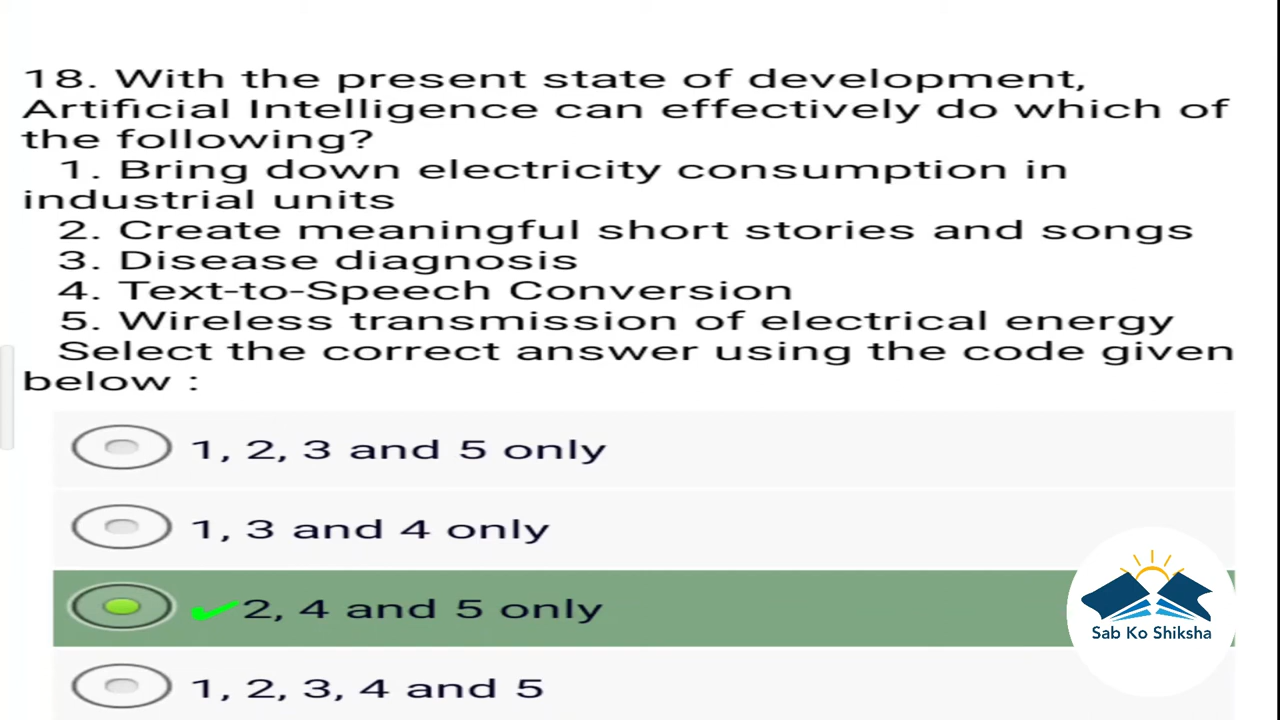 18. With the present state of development,
Artificial Intelligence can effectively do which of
the following?
1. Bring down electricity consumption in
industrial units
2. Create meaningful short stories and songs
3. Disease diagnosis
4. Text-to-Speech Conversion
5. Wireless transmission of electrical energy
Select the correct answer using the code given
below :
1, 2, 3 and 5 only
1, 3 and 4 only
2, 4 and 5 only
1, 2, 3, 4 and 5
Sab Ko Shiksha